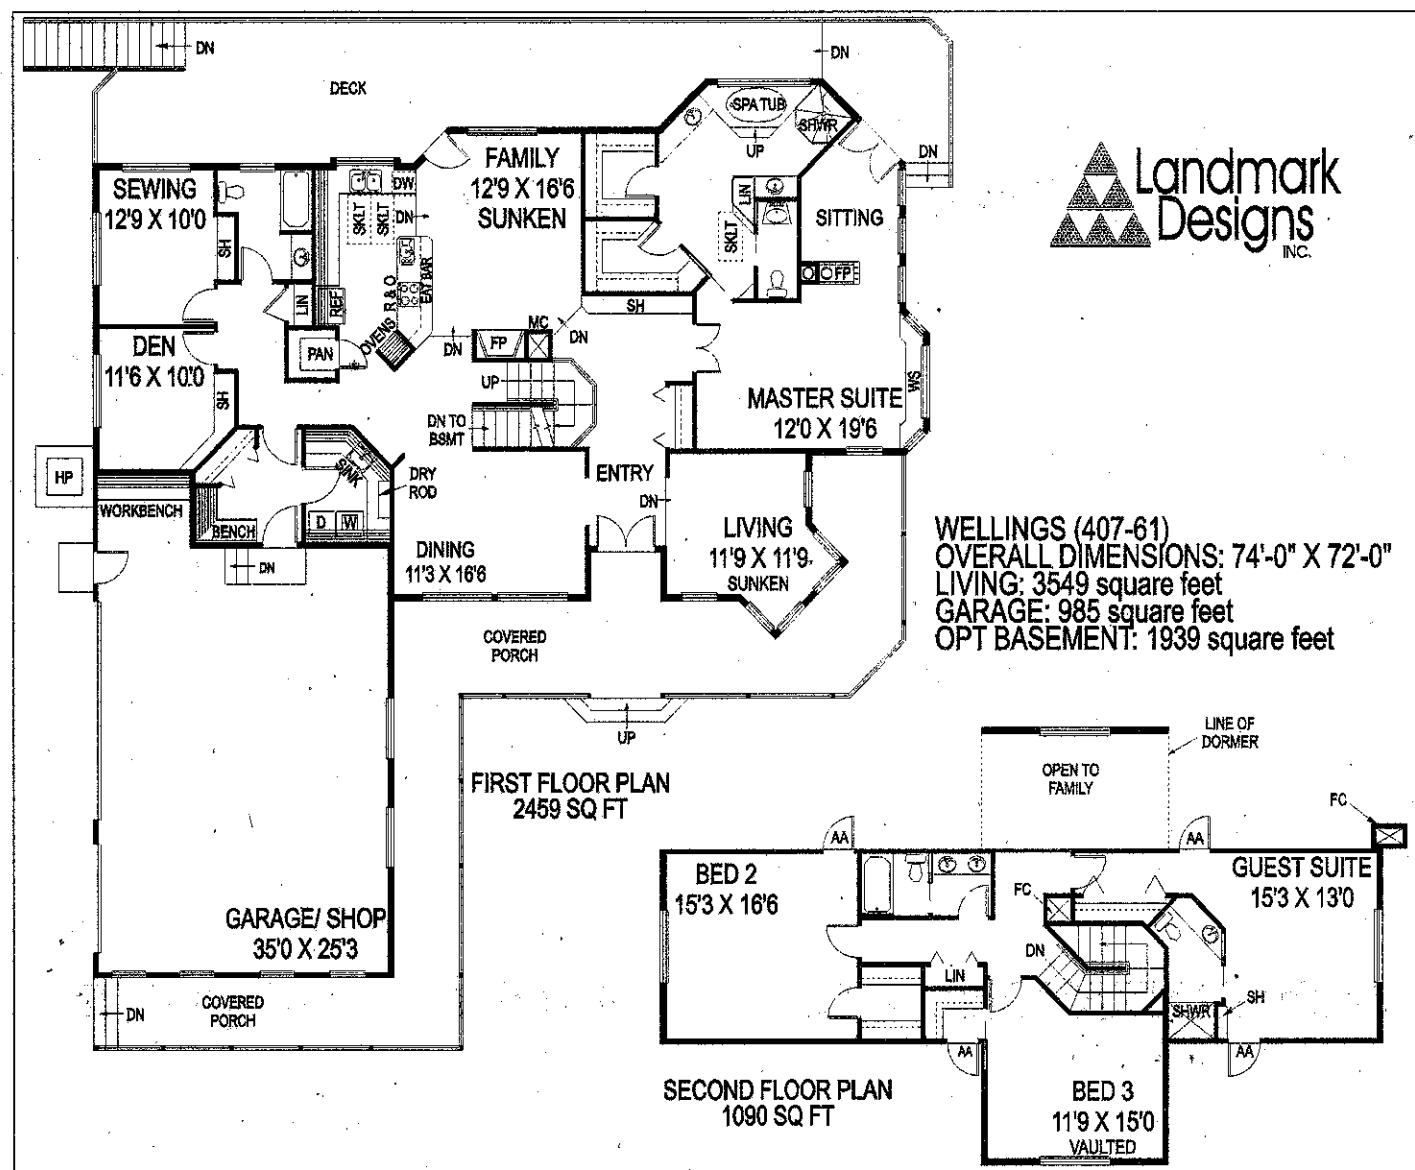 DN
DECK
DN
SPA TUB
SHWR
UP
DN
Landmark
Designs
INC.
SEWING
12'9 X 10'0
SH
LIN
DW
SKLT
SKLT
DN
FAMILY
12'9 X 16'6
SUNKEN
LIN
SKLT
SITTING
FP
REF
R & O
EAY BAR
OVENS
PAN
DN
FP
MC
DN
SH
DEN
11'6 X 10'0
SH
UP
DN TO
BSMT
MASTER SUITE
12'0 X 19'6
WS
HP
WORKBENCH
BENCH
SINK
D
W
DRY
ROD
DN
ENTRY
DN
DINING
11'3 X 16'6
LIVING
11'9 X 11'9
SUNKEN
WELLINGS (407-61)
OVERALL DIMENSIONS: 74'-0" X 72'-0"
LIVING: 3549 square feet
GARAGE: 985 square feet
OPT BASEMENT: 1939 square feet
COVERED
PORCH
UP
FIRST FLOOR PLAN
2459 SQ FT
GARAGE/ SHOP
35'0 X 25'3
DN
COVERED
PORCH
LINE OF
DORMER
OPEN TO
FAMILY
FC
AA
AA
BED 2
15'3 X 16'6
FC
GUEST SUITE
15'3 X 13'0
DN
LIN
SHWR
SH
AA
AA
BED 3
11'9 X 15'0
VAULTED
SECOND FLOOR PLAN
1090 SQ FT